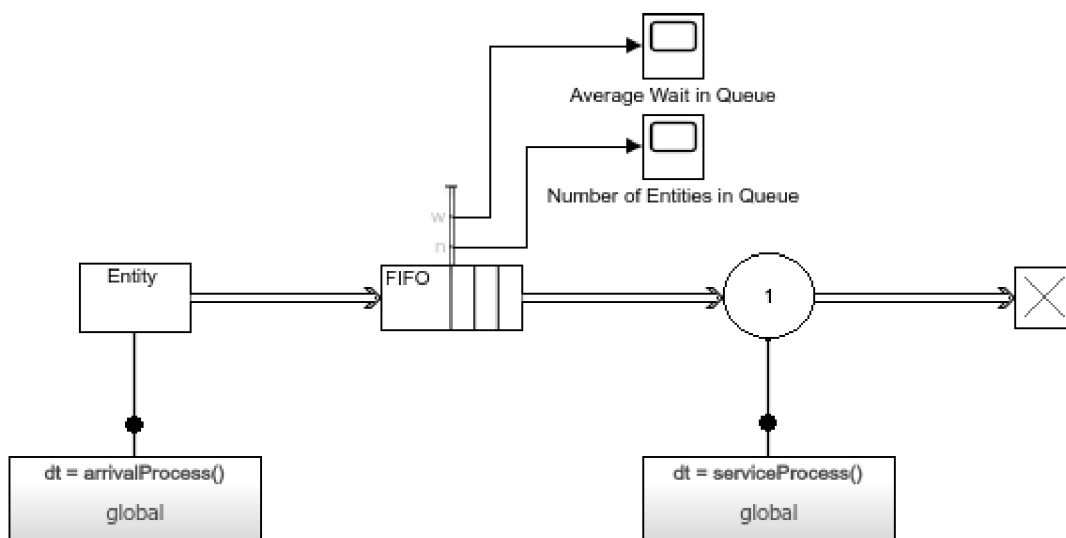 Average Wait in Queue
Number of Entities in Queue
w
n
Entity
FIFO
1
dt = arrivalProcess()
global
dt = serviceProcess()
global